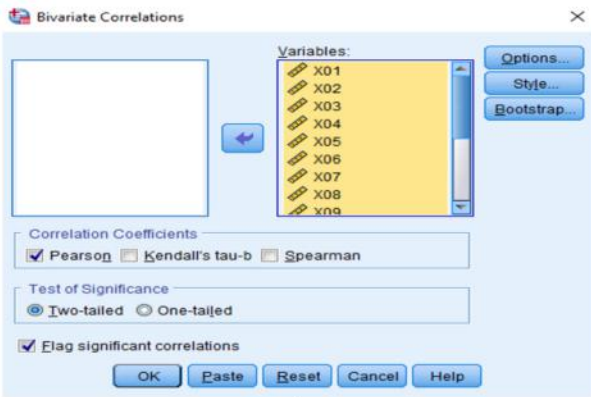 Bivariate Correlations
Variables:
X01
X02
X03
X04
X05
X06
X07
X08
X09
Options...
Style...
Bootstrap...
Correlation Coefficients
Pearson Kendall's tau-b Spearman
Test of Significance
Two-tailed One-tailed
Flag significant correlations
OK Paste Reset Cancel Help